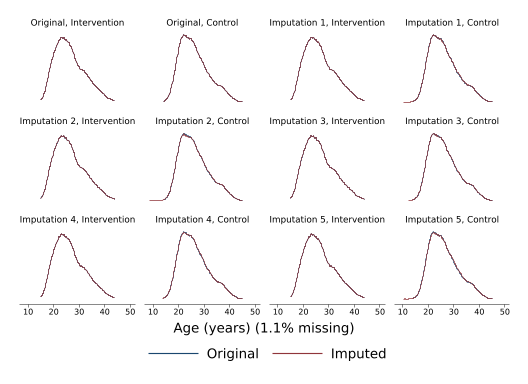 Original, Intervention
Original, Control
Imputation 1, Intervention
Imputation 1, Control
Imputation 2, Intervention
Imputation 2, Control
Imputation 3, Intervention
Imputation 3, Control
Imputation 4, Intervention
Imputation 4, Control
Imputation 5, Intervention
Imputation 5, Control
10 20 30 40 50
10 20 30 40 50
10 20 30 40 50
10 20 30 40 50
Age (years) (1.1% missing)
Original
Imputed